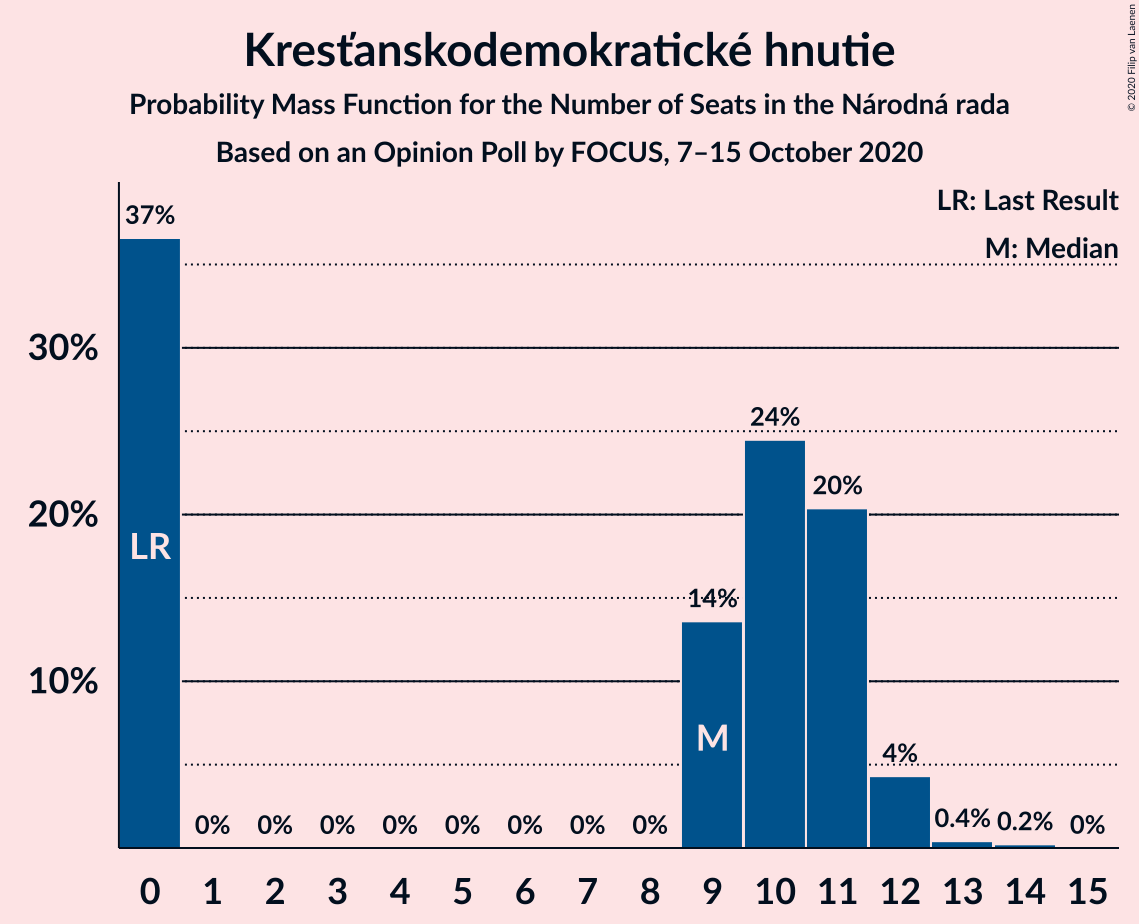 Kresťanskodemokratické hnutie
Probability Mass Function for the Number of Seats in the Národná rada
Based on an Opinion Poll by FOCUS, 7–15 October 2020
© 2020 Filip van Laenen
LR: Last Result
M: Median
37%
30%
24%
20%
20%
LR
14%
10%
M
4%
0% 0% 0% 0% 0% 0% 0% 0% 0.4% 0.2% 0%
0 1 2 3 4 5 6 7 8 9 10 11 12 13 14 15